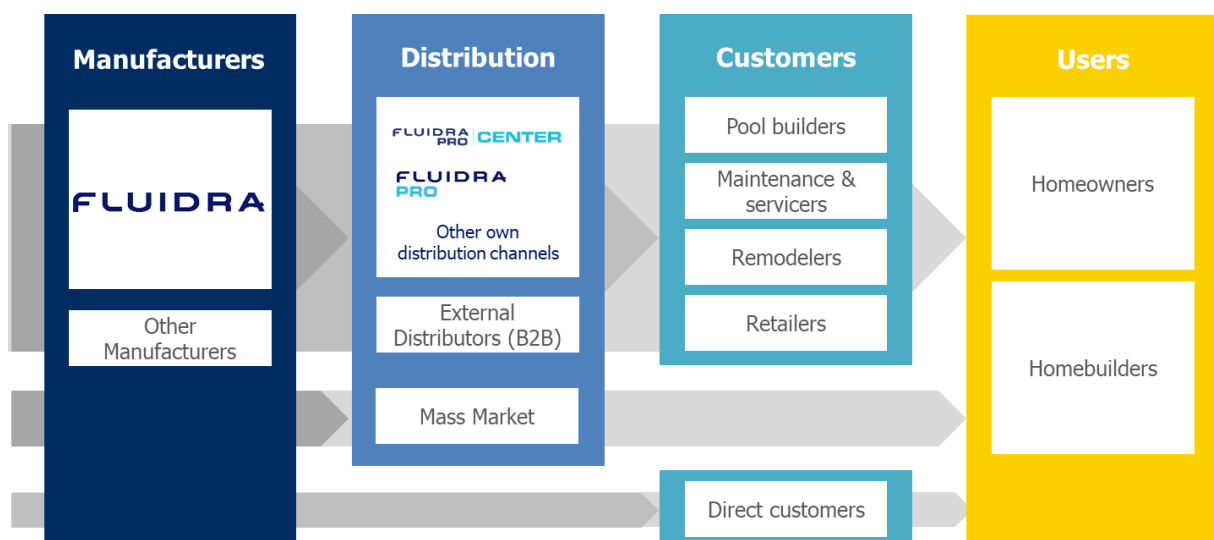 Manufacturers
FLUIDRA
Other
Manufacturers
Distribution
FLUIDRA
PRO CENTER
FLUIDRA
PRO
Other own
distribution channels
External
Distributors (B2B)
Mass Market
Customers
Pool builders
Maintenance &
servicers
Remodelers
Retailers
Direct customers
Users
Homeowners
Homebuilders